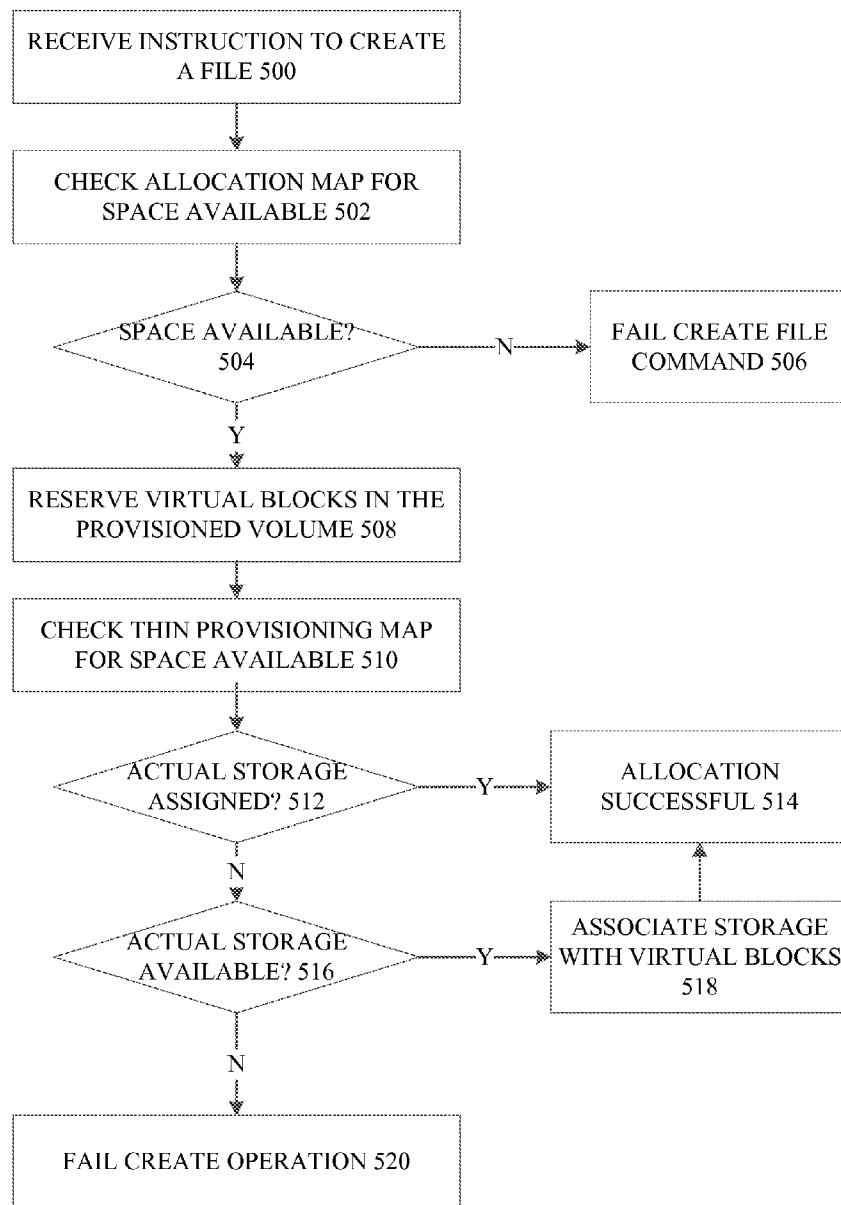 RECEIVE INSTRUCTION TO CREATE
A FILE 500
CHECK ALLOCATION MAP FOR
SPACE AVAILABLE 502
SPACE AVAILABLE?
504
N
FAIL CREATE FILE
COMMAND 506
Y
RESERVE VIRTUAL BLOCKS IN THE
PROVISIONED VOLUME 508
CHECK THIN PROVISIONING MAP
FOR SPACE AVAILABLE 510
ACTUAL STORAGE
ASSIGNED? 512
Y
ALLOCATION
SUCCESSFUL 514
N
ACTUAL STORAGE
AVAILABLE? 516
Y
ASSOCIATE STORAGE
WITH VIRTUAL BLOCKS
518
N
FAIL CREATE OPERATION 520